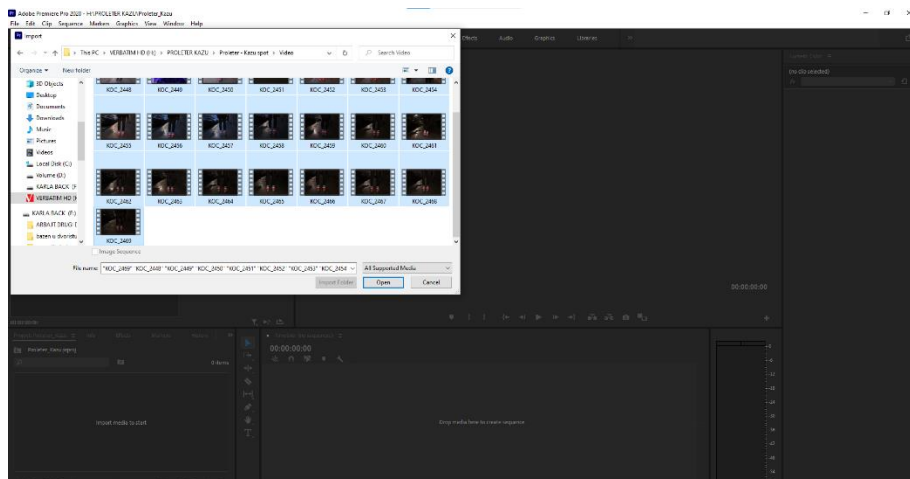 Adobe Premiere Pro 2020 - H:\PROLETER KAZU\Proleter_Kazu
File Edit Clip Sequence Markers Graphics View Window Help
Import
This PC > VERBATIM HD (H:) > PROLETER KAZU > Proleter - Kazu spot > Video
Search Video
Effects Audio Graphics Libraries
Organize New folder
(no clip selected)
3D Objects
Desktop
Documents
Downloads
Music
Pictures
Videos
Local Disk (C:)
Volume (D:)
KARLA BACK (F
VERBATIM HD (H
KARLA BACK (F:)
bazen u dvoristu
KDC_2448 KDC_2449 KDC_2450 KDC_2451 KDC_2452 KDC_2453 KDC_2454
KDC_2455 KDC_2456 KDC_2457 KDC_2458 KDC_2459 KDC_2460 KDC_2461
KDC_2462 KDC_2463 KDC_2464 KDC_2465 KDC_2466 KDC_2467 KDC_2468
KDC_2469
Image Sequence
File name: "KDC_2469" "KDC_2448" "KDC_2449" "KDC_2450" "KDC_2451" "KDC_2452" "KDC_2453" "KDC_2454
All Supported Media
Import Folder Open Cancel
00:00:00:00
Proleter_Kazu.prproj
0 Items
00:00:00:00
Import media to start
Drop media here to create sequence.